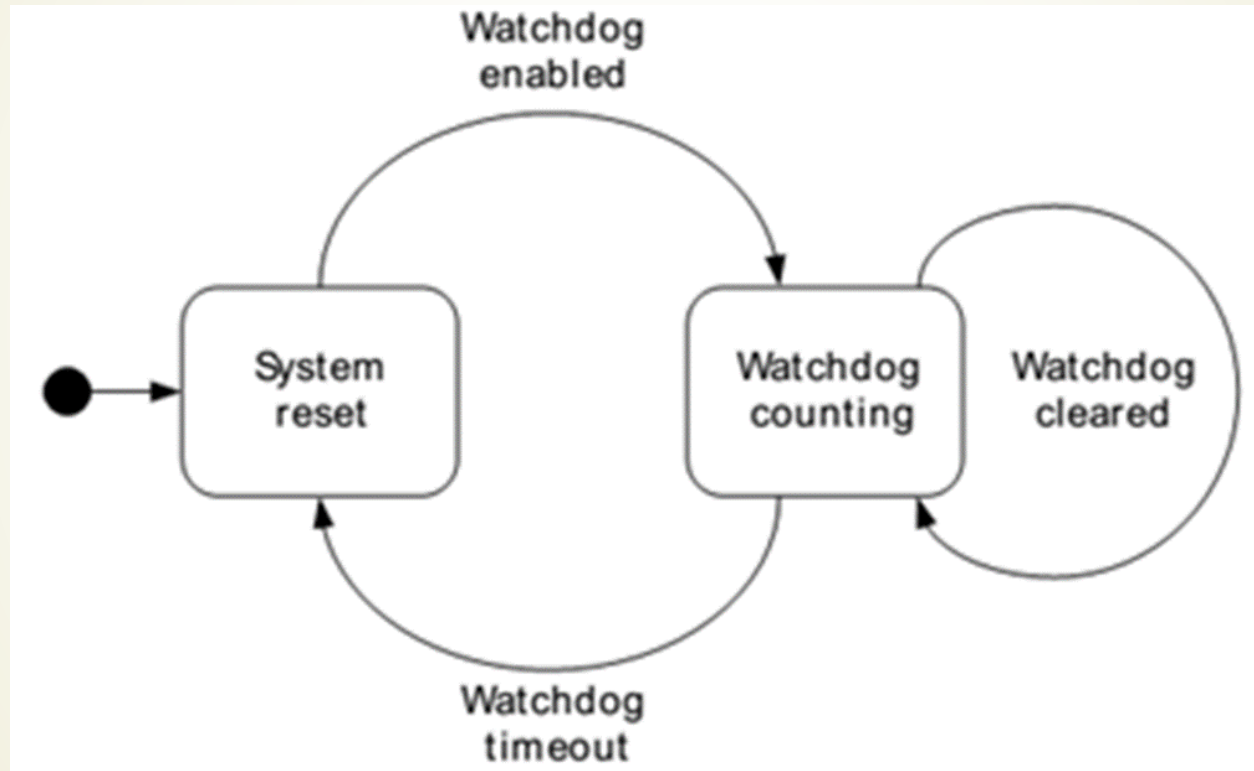 Watchdog
enabled
System
reset
Watchdog
counting
Watchdog
cleared
Watchdog
timeout